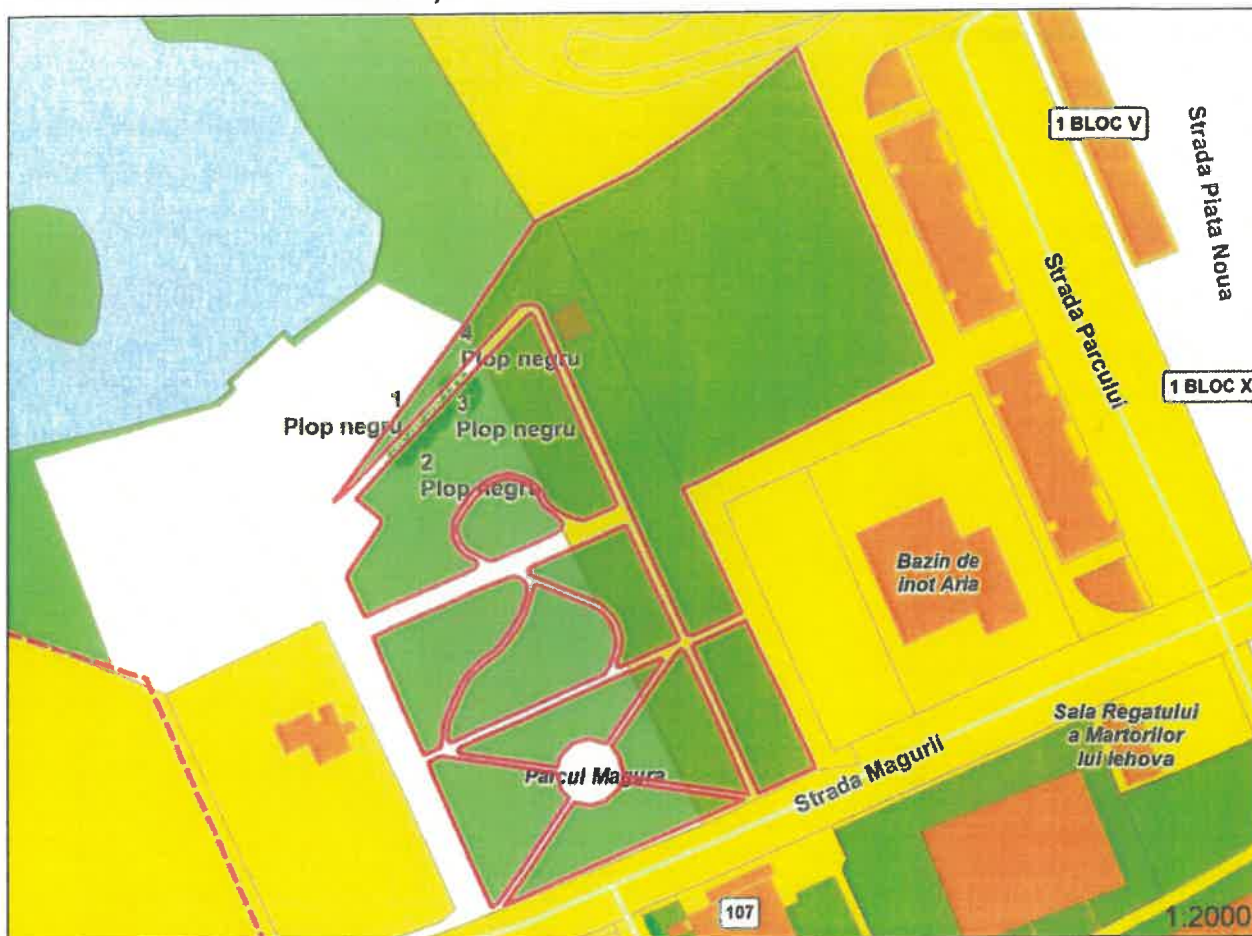 1 BLOC V
Strada Piata Noua
Strada Parcului
1 BLOC X
4
Plop negru
1
Plop negru
3
Plop negru
2
Plop negru
Bazin de
inot Aria
Sala Regatului
a Martorilor
lui Iehova
Strada Magurii
Parcul Magura
107
1:2000